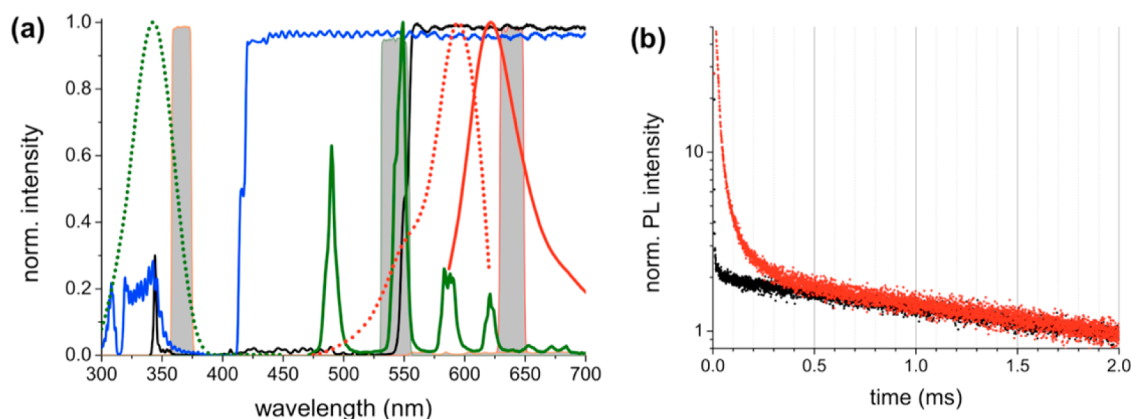 (a)
norm. intensity
1.0
0.8
0.6
0.4
0.2
0.0
300 350 400 450 500 550 600 650 700
wavelength (nm)
(b)
norm. PL intensity
10
1
0.0 0.5 1.0 1.5 2.0
time (ms)